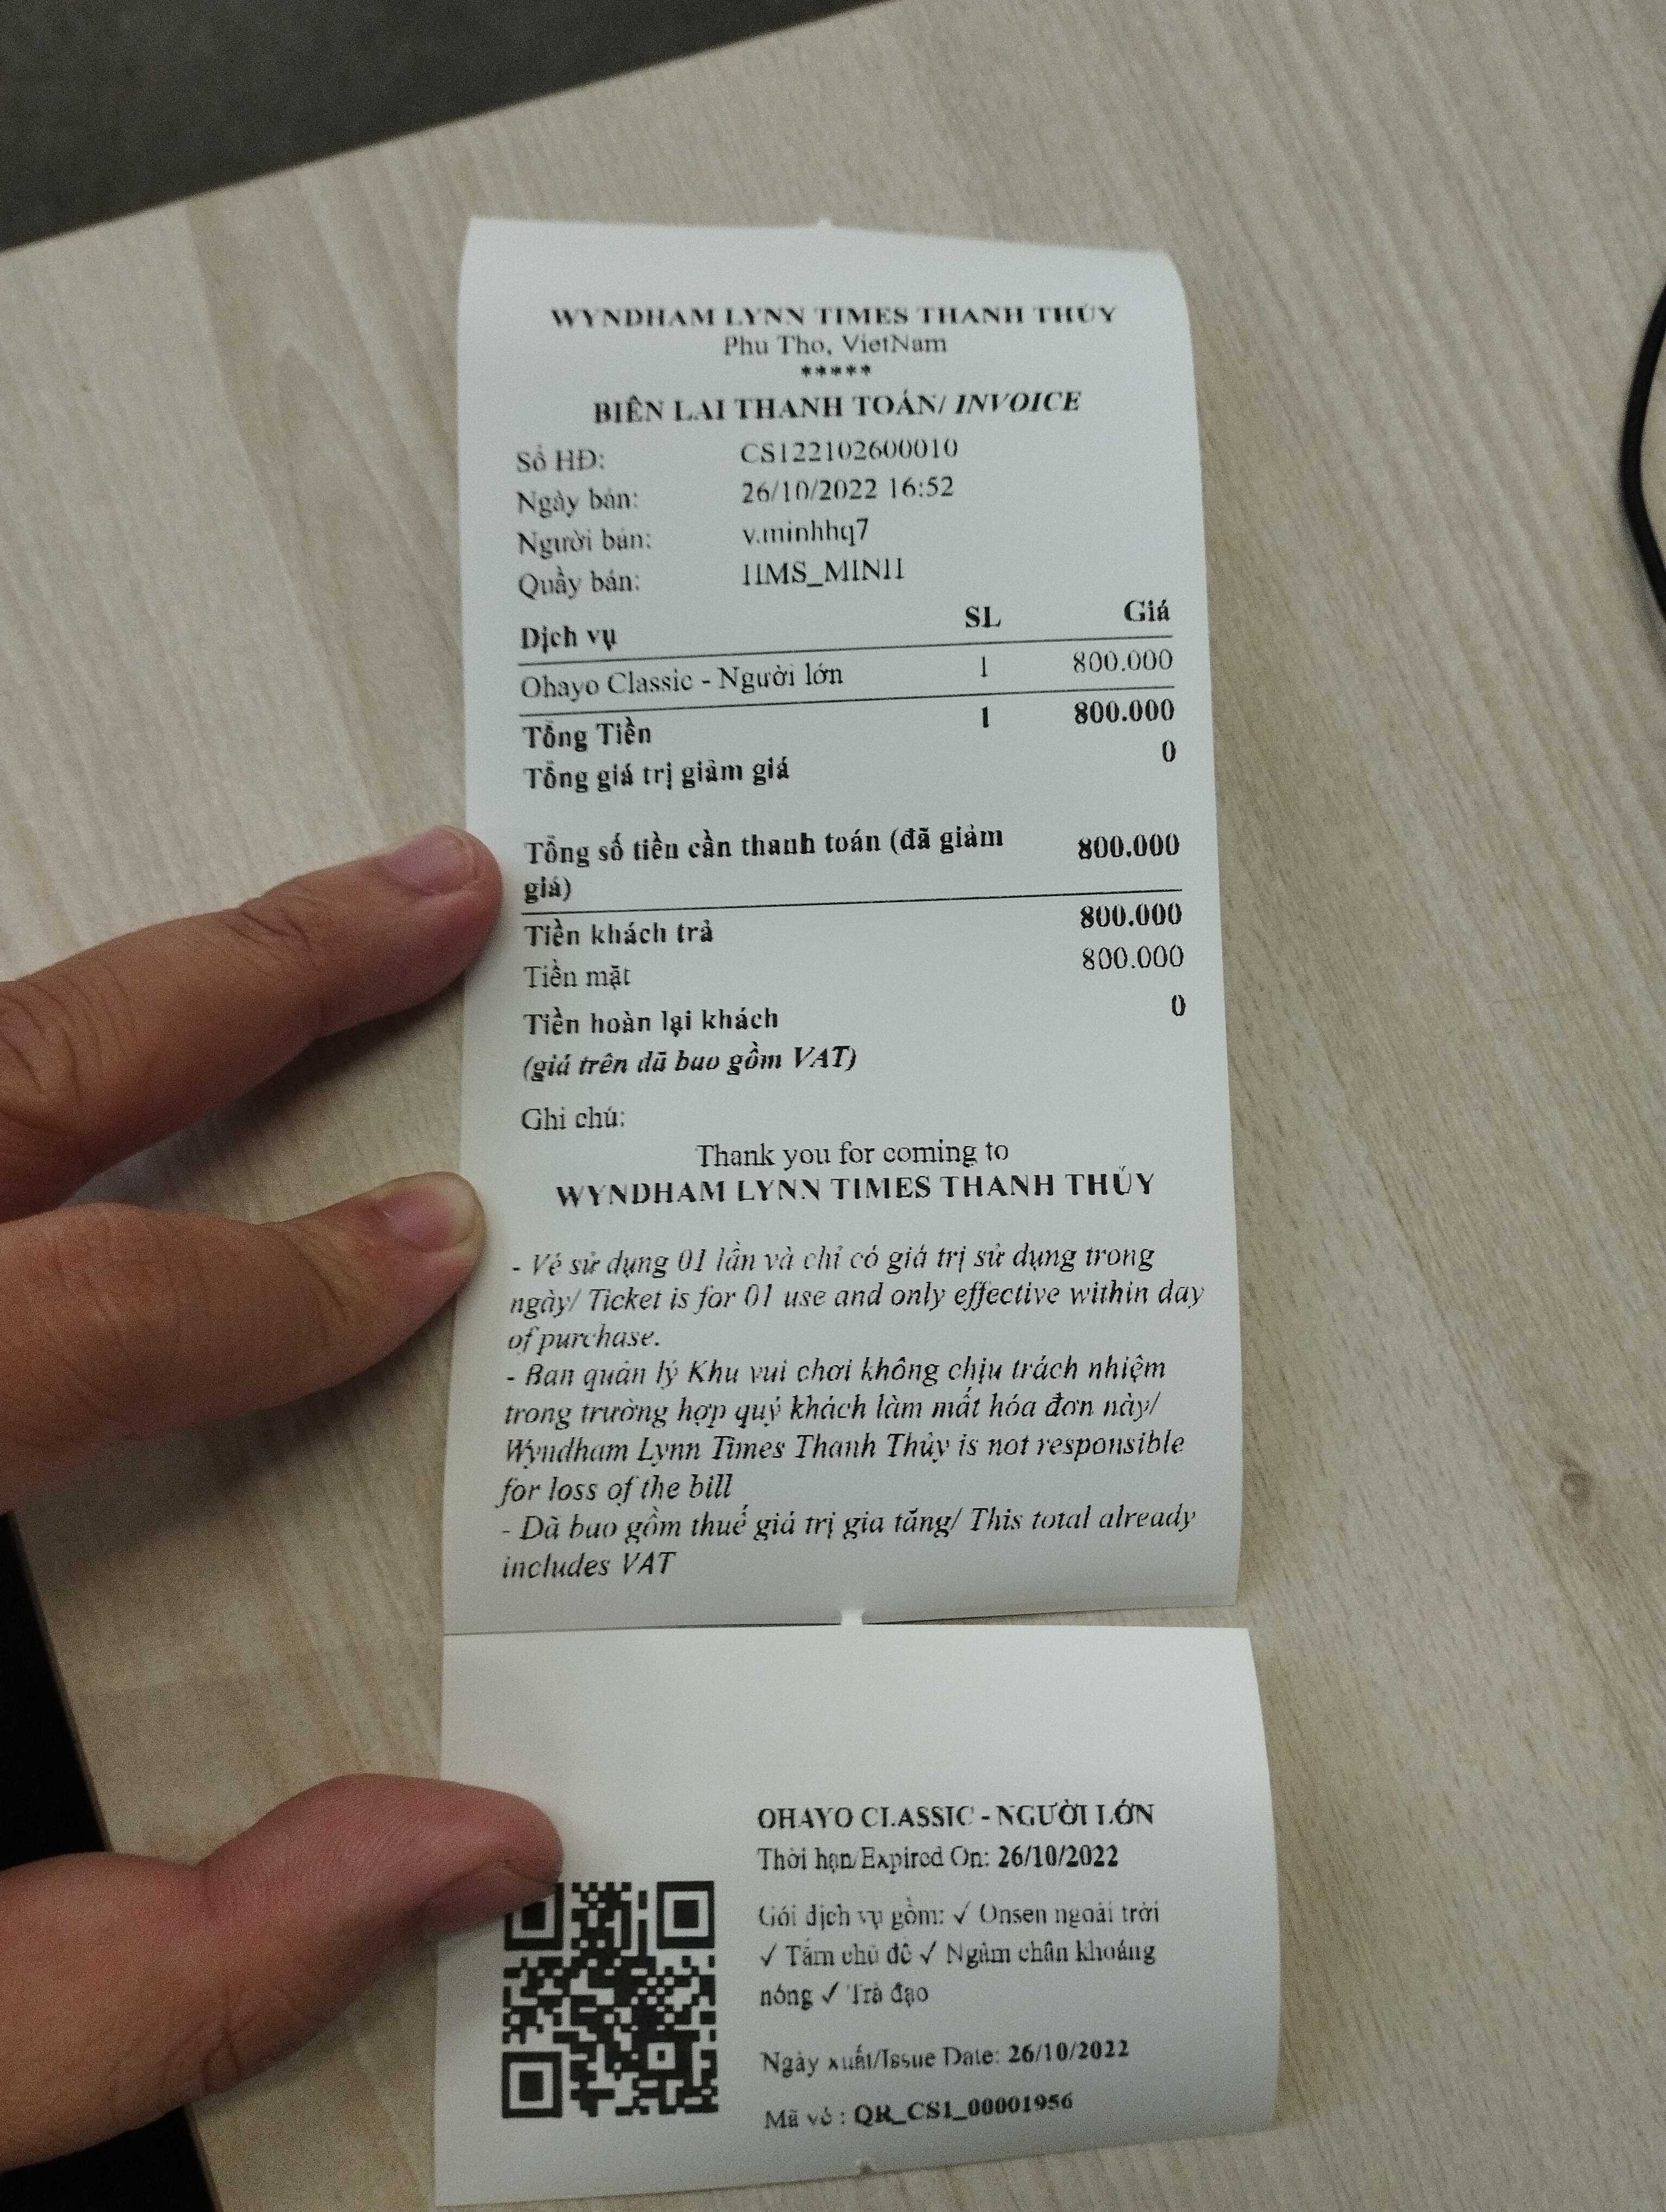 WYNDHAM LYNN TIMES THANH THỦY
Phu Tho, VietNam
*****
BIÊN LAI THANH TOÁN/ INVOICE
Số HĐ: CS122102600010
Ngày bán: 26/10/2022 16:52
Người bán: v.minhhq7
Quầy bán: HMS_MINH
Dịch vụ SL Giá
Ohayo Classic - Người lớn 1 800.000
Tổng Tiền 1 800.000
Tổng giá trị giảm giá 0
Tổng số tiền cần thanh toán (đã giảm 800.000
giá)
Tiền khách trả 800.000
Tiền mặt 800.000
Tiền hoàn lại khách 0
(giá trên đã bao gồm VAT)
Ghi chú:
Thank you for coming to
WYNDHAM LYNN TIMES THANH THỦY
- Vé sử dụng 01 lần và chỉ có giá trị sử dụng trong
ngày/ Ticket is for 01 use and only effective within day
of purchase.
- Ban quản lý Khu vui chơi không chịu trách nhiệm
trong trường hợp quý khách làm mất hóa đơn này/
Wyndham Lynn Times Thanh Thủy is not responsible
for loss of the bill
- Đã bao gồm thuế giá trị gia tăng/ This total already
includes VAT
OHAYO CLASSIC - NGƯỜI LỚN
Thời hạn/Expired On: 26/10/2022
Gói dịch vụ gồm: ✓ Onsen ngoài trời
✓ Tắm chủ đề ✓ Ngâm chân khoáng
nóng ✓ Trà đạo
Ngày xuất/Issue Date: 26/10/2022
Mã vé : QR_CS1_00001956